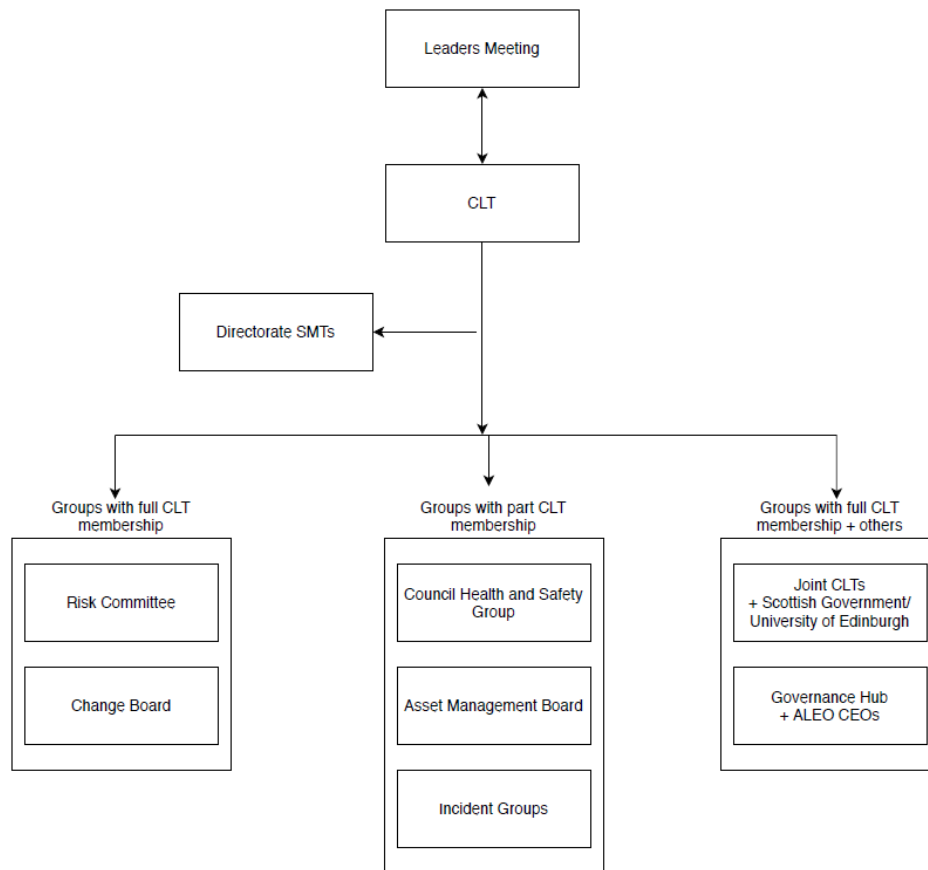 Leaders Meeting
CLT
Directorate SMTs
Groups with full CLT
membership
Risk Committee
Change Board
Groups with part CLT
membership
Council Health and Safety
Group
Asset Management Board
Incident Groups
Groups with full CLT
membership + others
Joint CLTs
+ Scottish Government/
University of Edinburgh
Governance Hub
+ ALEO CEOs